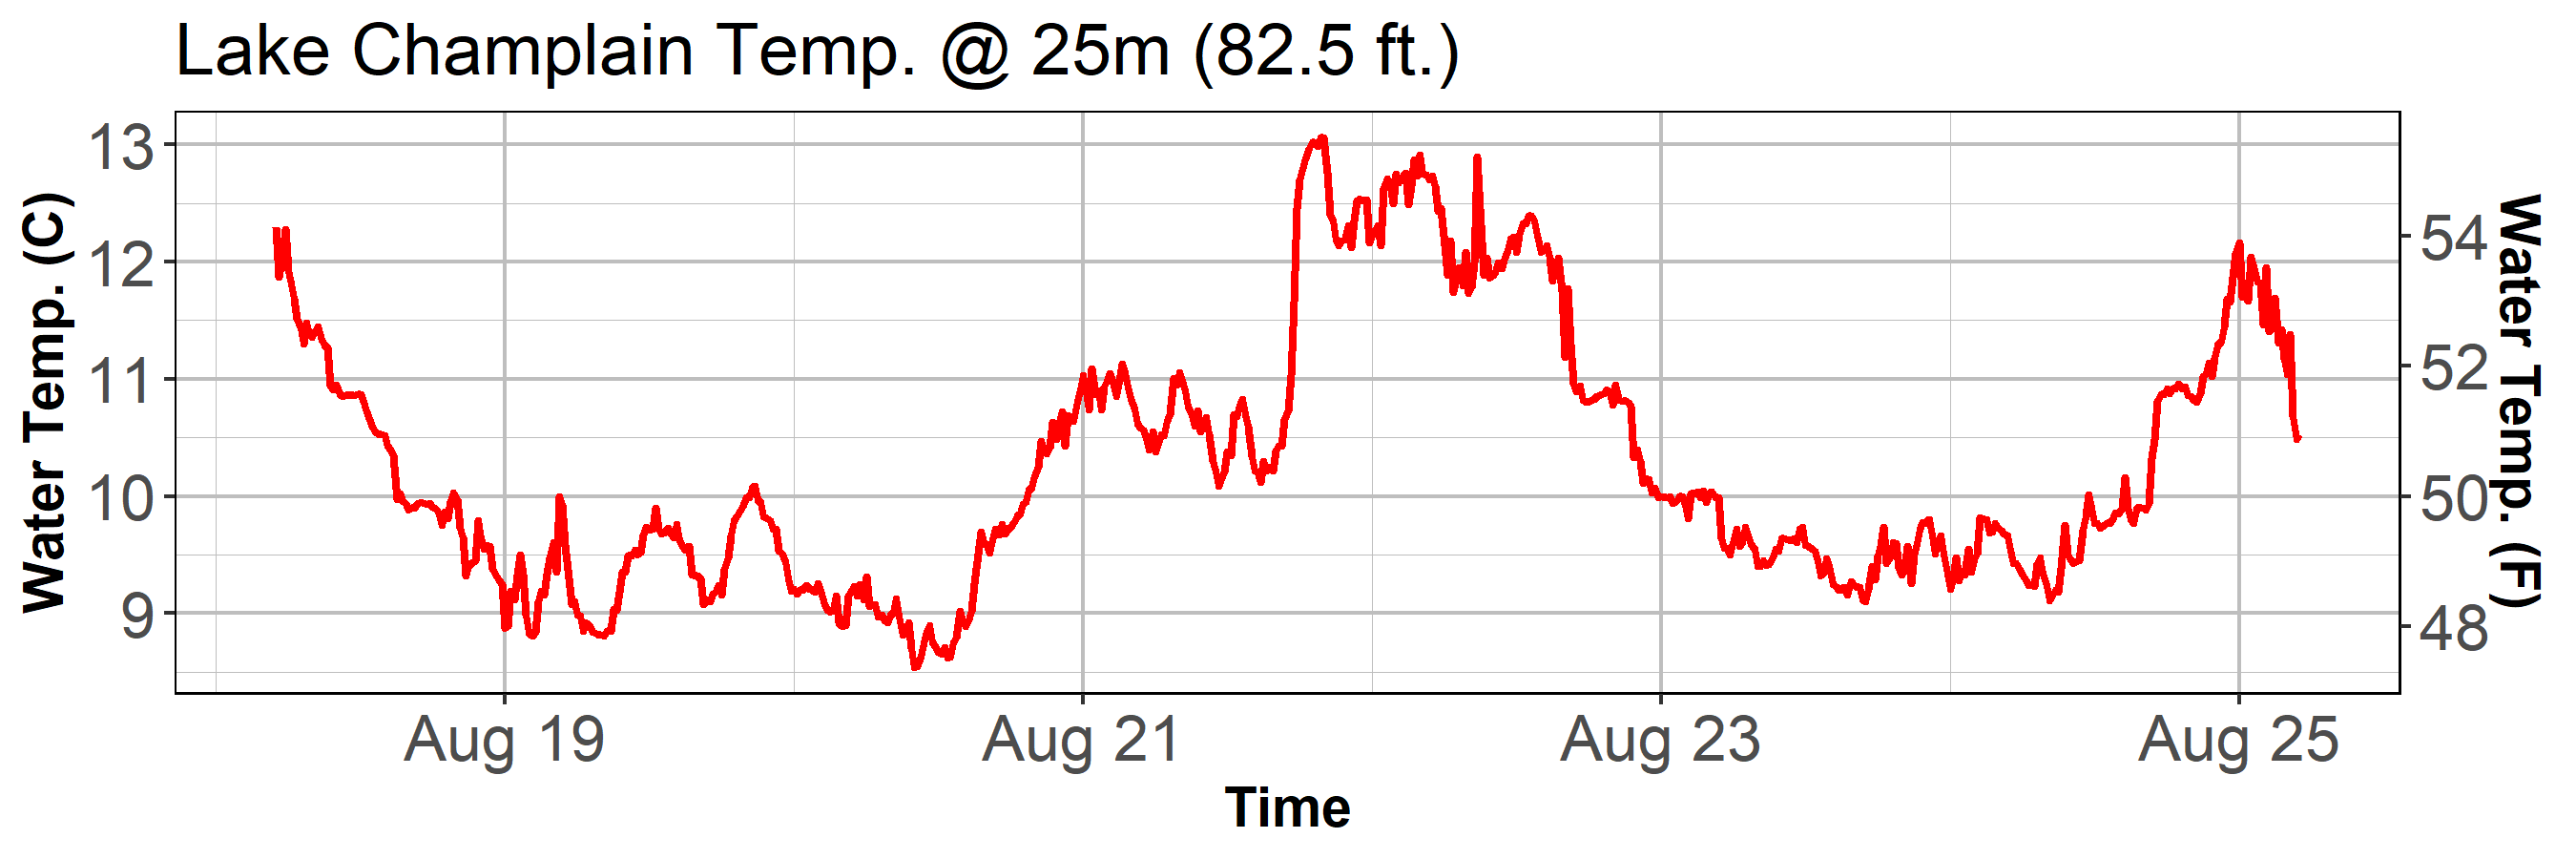 Lake Champlain Temp. @ 25m (82.5 ft.)
Water Temp. (C)
13
12
11
10
9
54
52
50
48
Water Temp. (F)
Aug 19
Aug 21
Aug 23
Aug 25
Time